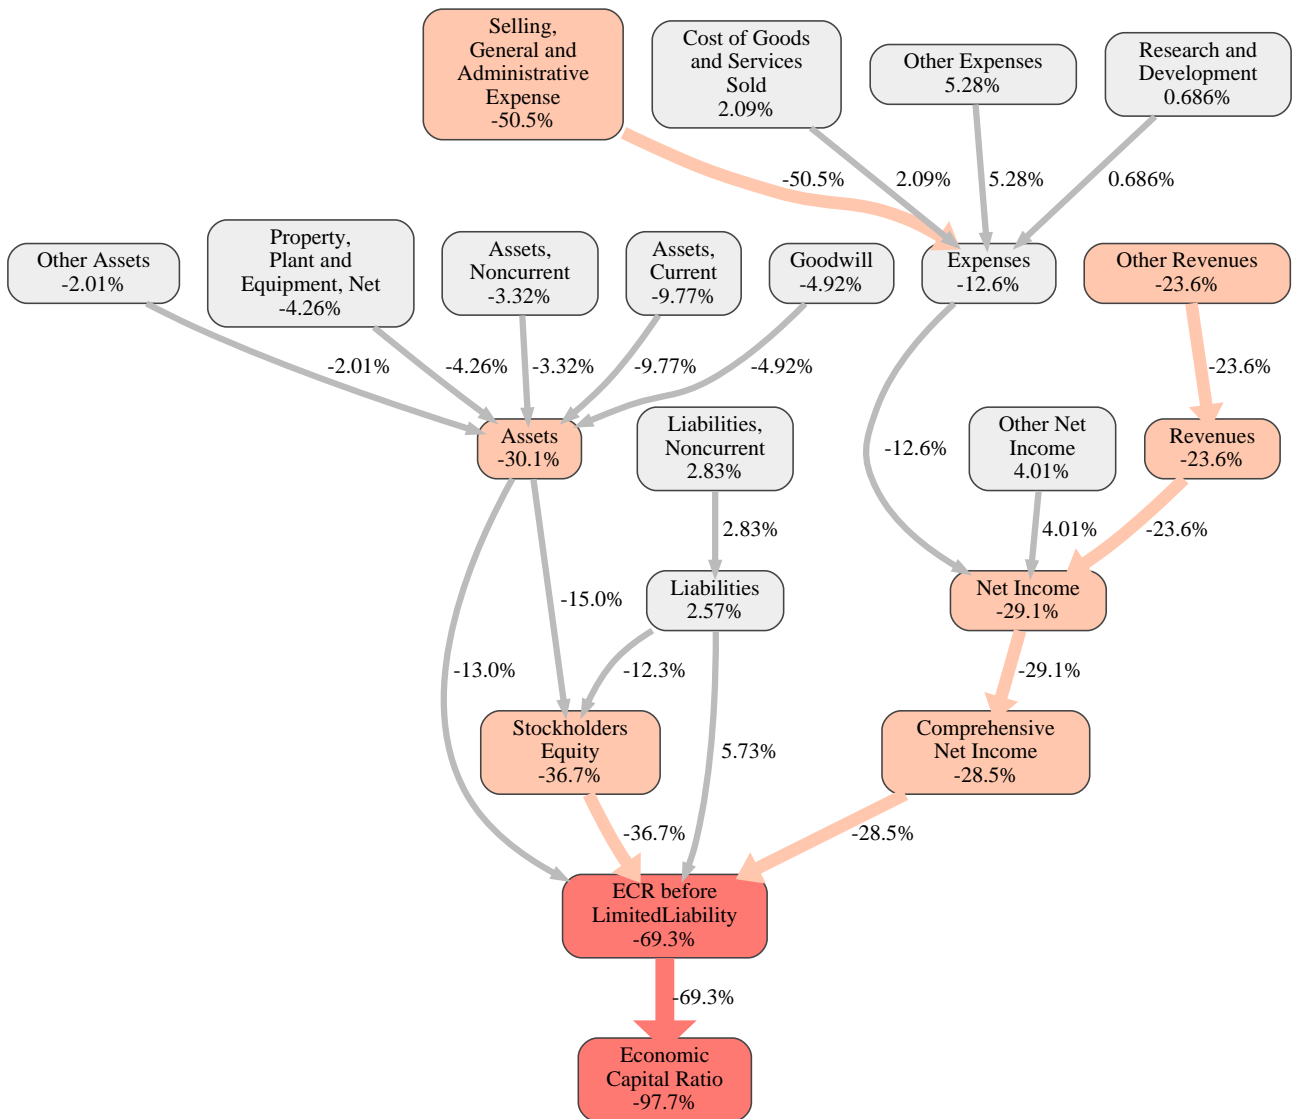 Selling,
General and
Administrative
Expense
-50.5%
Cost of Goods
and Services
Sold
2.09%
Other Expenses
5.28%
Research and
Development
0.686%
-50.5%
2.09%
5.28%
0.686%
Other Assets
-2.01%
Property,
Plant and
Equipment, Net
-4.26%
Assets,
Noncurrent
-3.32%
Assets,
Current
-9.77%
Goodwill
-4.92%
Expenses
-12.6%
Other Revenues
-23.6%
-2.01%
-4.26%
-3.32%
-9.77%
-4.92%
-23.6%
Assets
-30.1%
Liabilities,
Noncurrent
2.83%
-12.6%
Other Net
Income
4.01%
Revenues
-23.6%
2.83%
4.01%
-23.6%
-15.0%
Liabilities
2.57%
Net Income
-29.1%
-13.0%
-12.3%
-29.1%
Stockholders
Equity
-36.7%
5.73%
Comprehensive
Net Income
-28.5%
-36.7%
-28.5%
ECR before
LimitedLiability
-69.3%
-69.3%
Economic
Capital Ratio
-97.7%